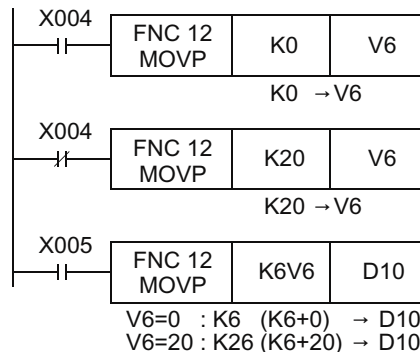 X004
FNC 12 MOVP K0 V6
K0 → V6
X004
FNC 12 MOVP K20 V6
K20 → V6
X005
FNC 12 MOVP K6V6 D10
V6=0 : K6 (K6+0) → D10
V6=20 : K26 (K6+20) → D10